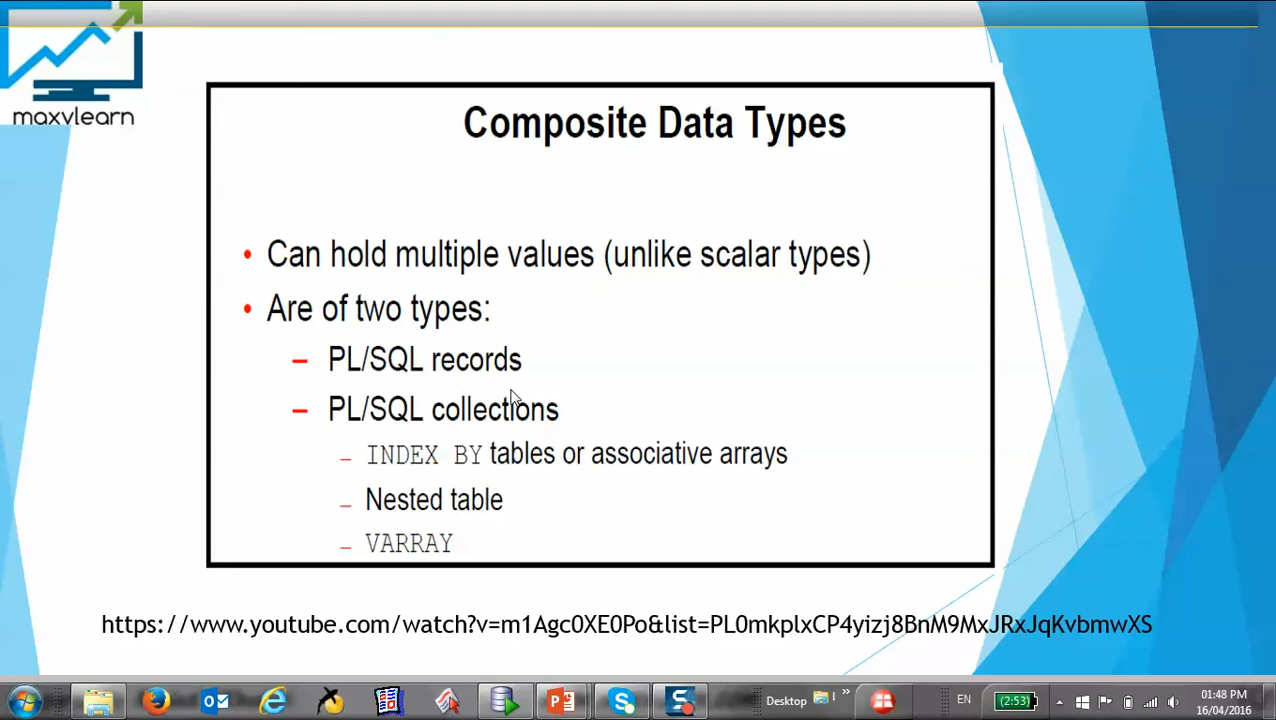 maxvlearn
Composite Data Types
• Can hold multiple values (unlike scalar types)
• Are of two types:
– PL/SQL records
– PL/SQL collections
– INDEX BY tables or associative arrays
– Nested table
– VARRAY
https://www.youtube.com/watch?v=m1Agc0XE0Po&list=PL0mkplxCP4yizj8BnM9MxJRxJqKvbmwXS
Desktop
EN
(2:53)
01:48 PM
16/04/2016